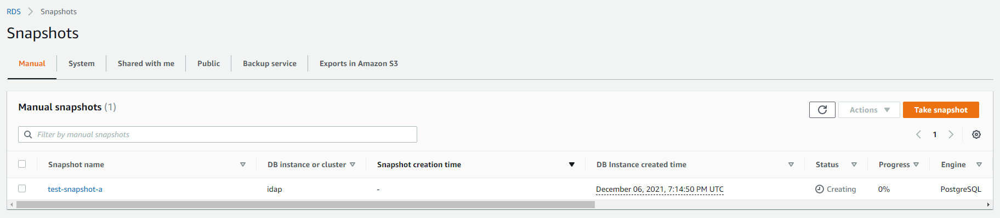 RDS > Snapshots
Snapshots
Manual System Shared with me Public Backup service Exports in Amazon S3
Manual snapshots (1)
Actions Take snapshot
Filter by manual snapshots
1
Snapshot name DB instance or cluster Snapshot creation time DB Instance created time Status Progress Engine
test-snapshot-a idap - December 06, 2021, 7:14:50 PM UTC Creating 0% PostgreSQL